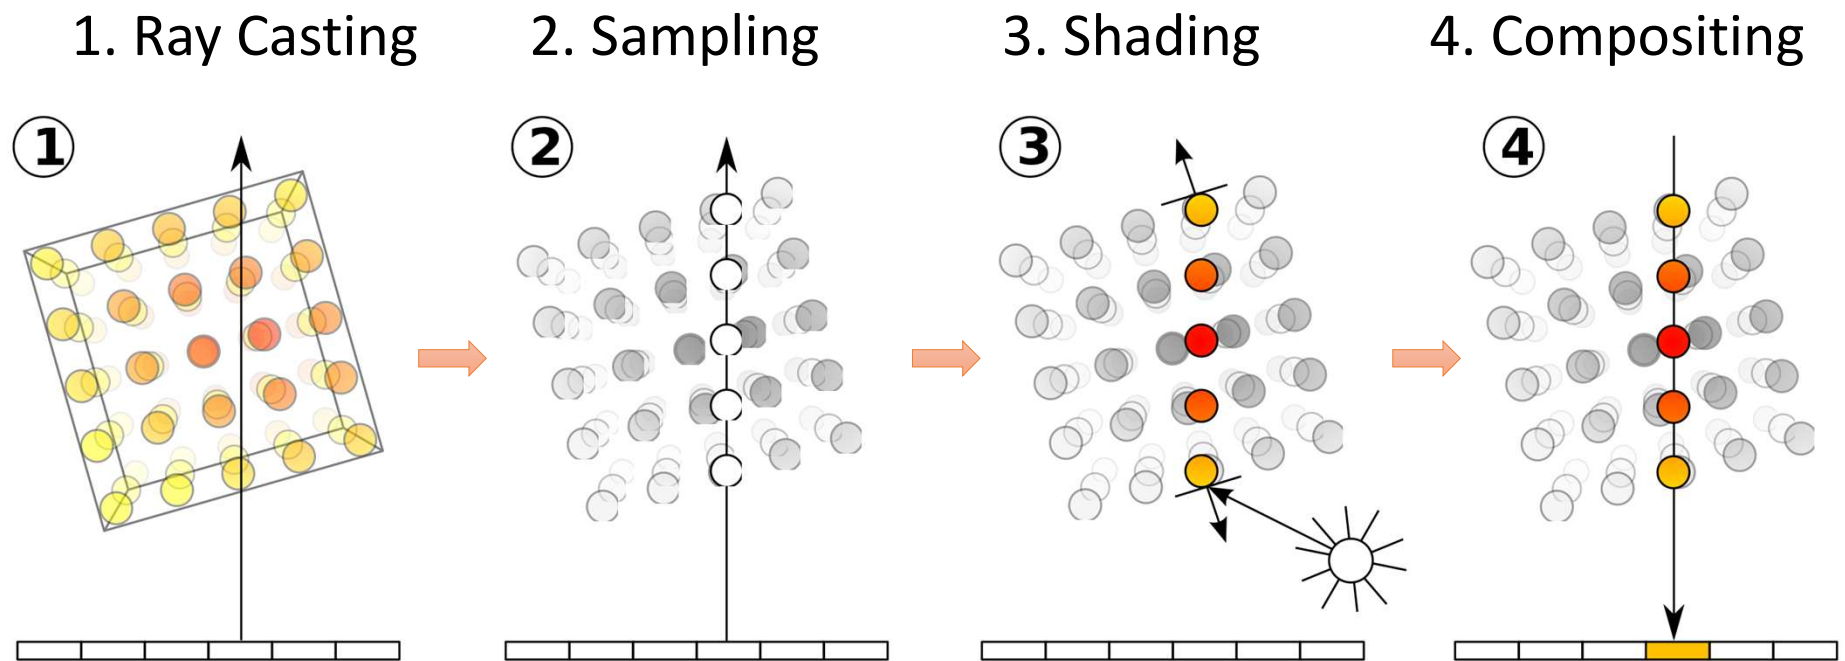 1. Ray Casting
2. Sampling
3. Shading
4. Compositing
1
2
3
4